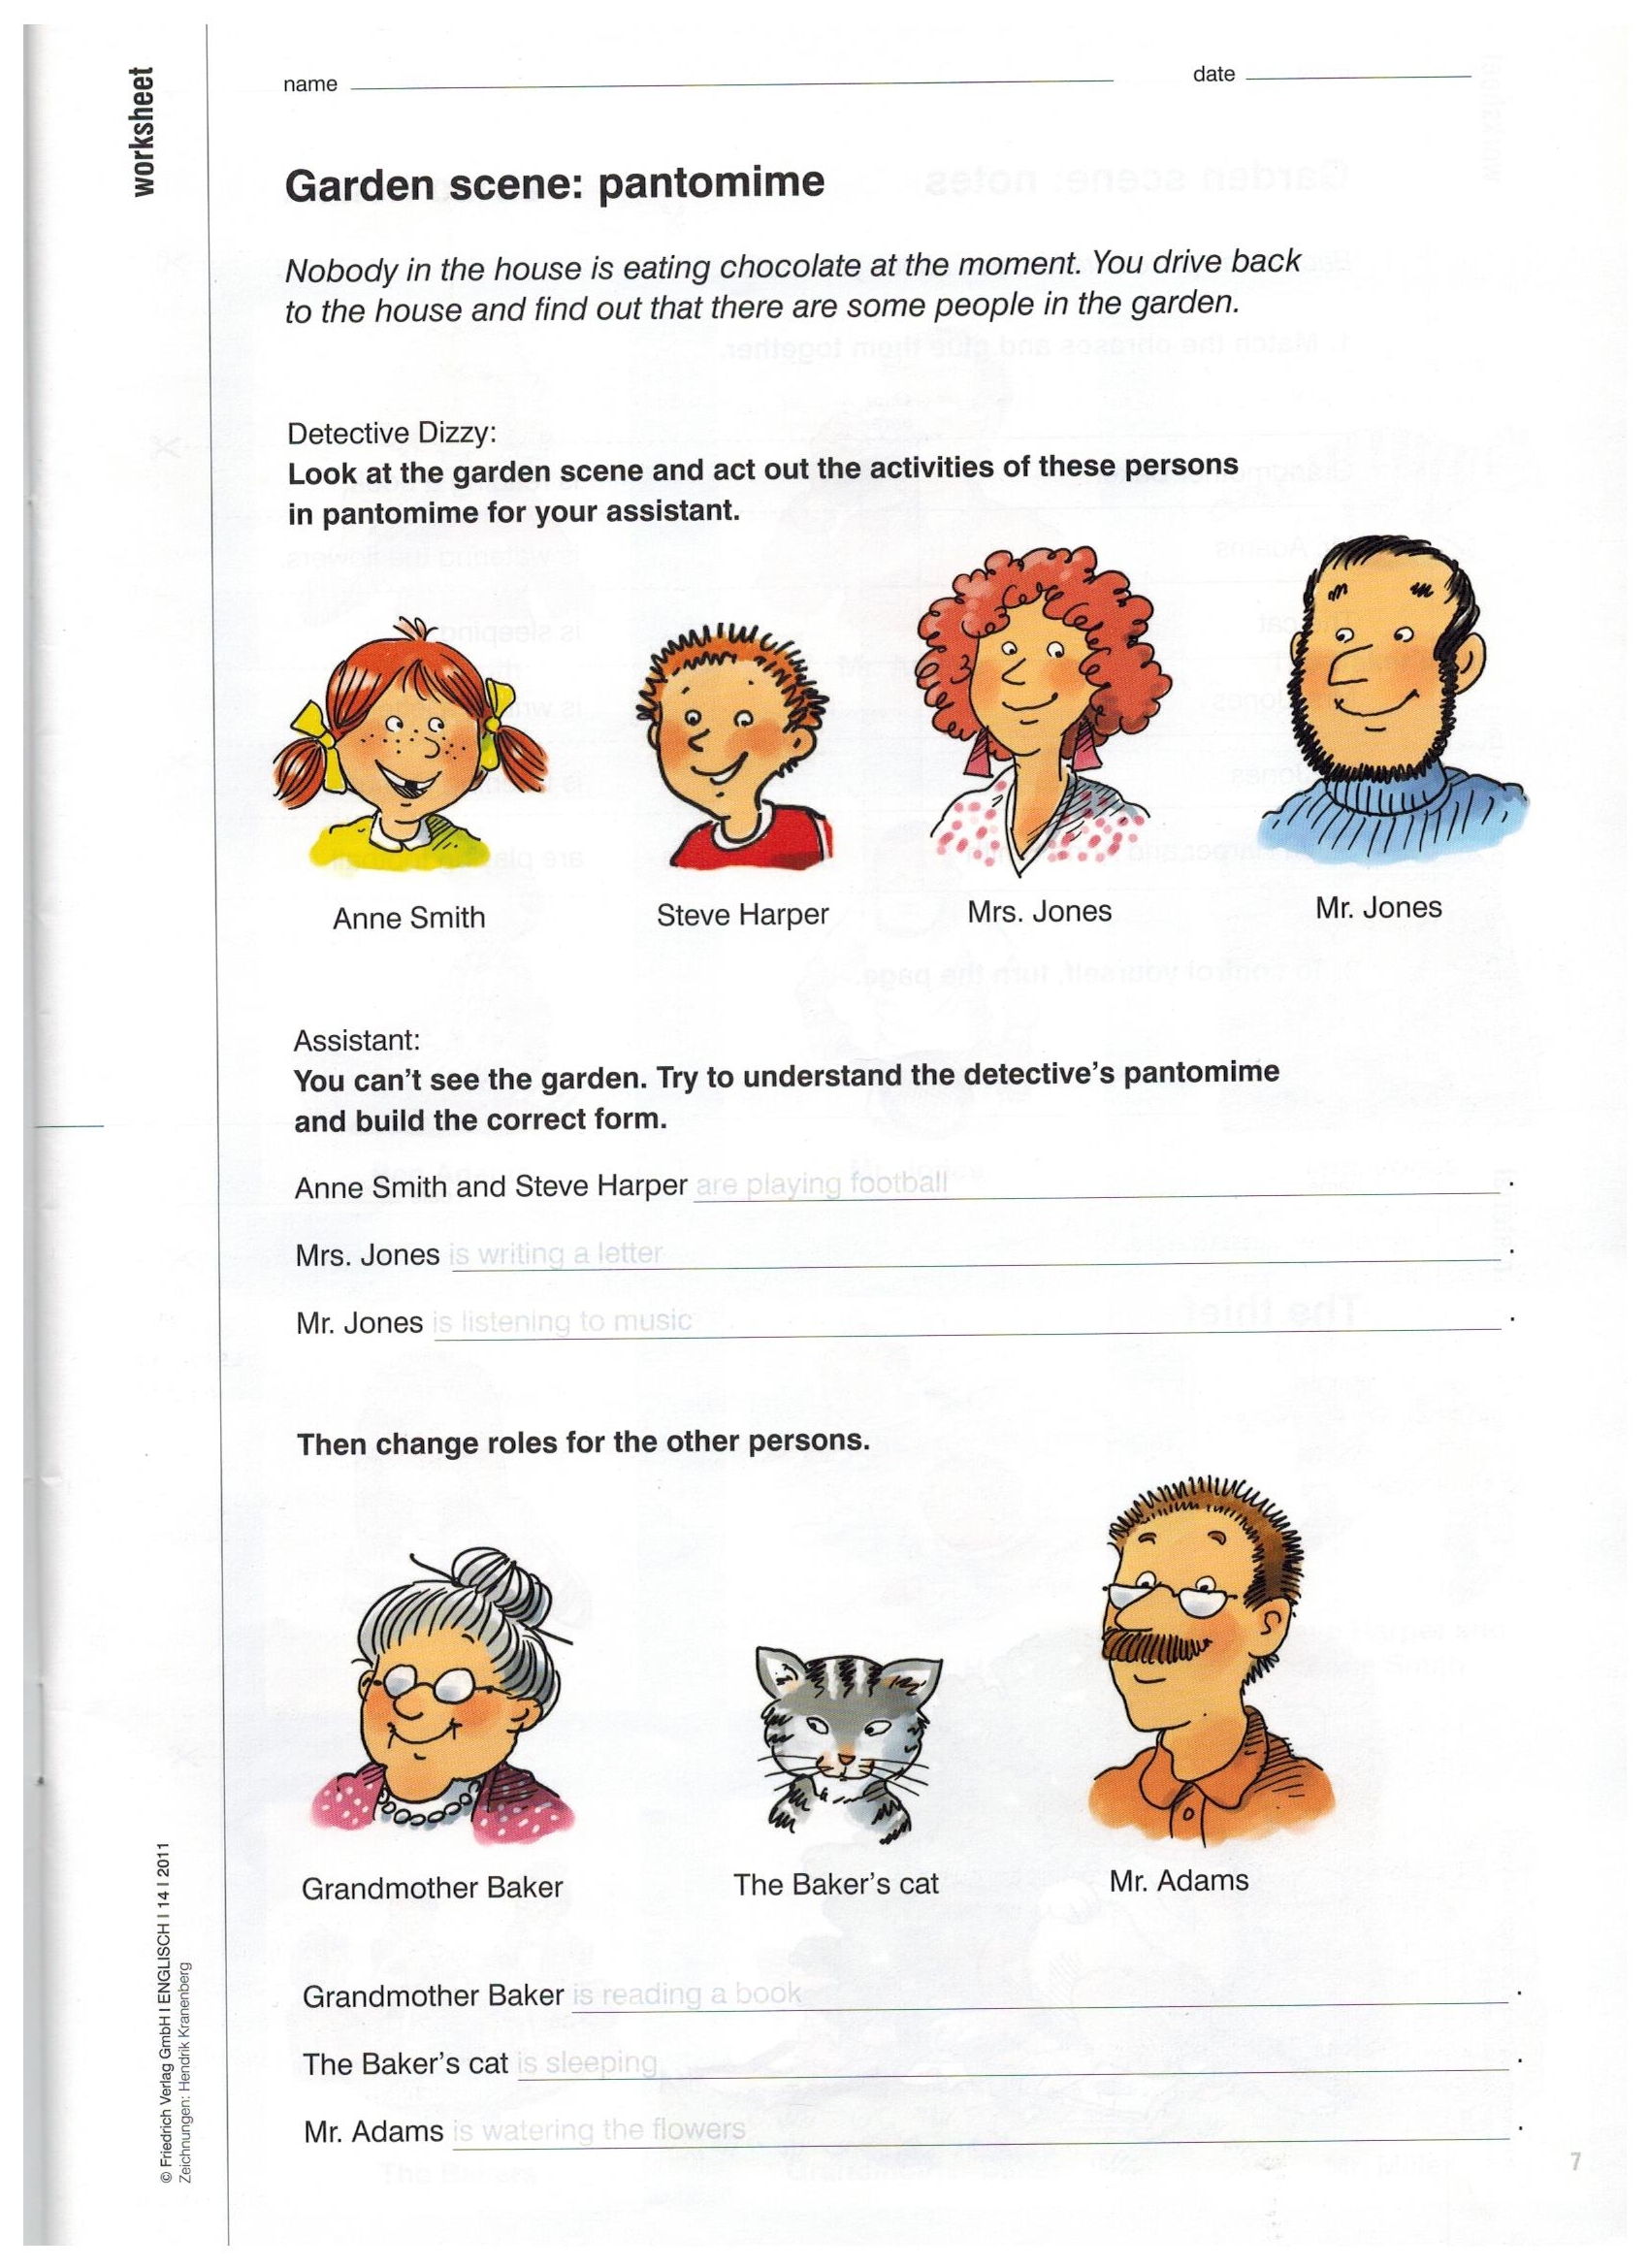 worksheet
name
date
Garden scene: pantomime
Nobody in the house is eating chocolate at the moment. You drive back
to the house and find out that there are some people in the garden.
Detective Dizzy:
Look at the garden scene and act out the activities of these persons
in pantomime for your assistant.
Anne Smith
Steve Harper
Mrs. Jones
Mr. Jones
Assistant:
You can't see the garden. Try to understand the detective's pantomime
and build the correct form.
Anne Smith and Steve Harper are playing football.
Mrs. Jones is writing a letter.
Mr. Jones is listening to music.
Then change roles for the other persons.
Grandmother Baker
The Baker's cat
Mr. Adams
Grandmother Baker is reading a book.
The Baker's cat is sleeping.
Mr. Adams is watering the flowers.
© Friedrich Verlag GmbH I ENGLISCH I 14 I 2011
Zeichnungen: Hendrik Kranenberg
7